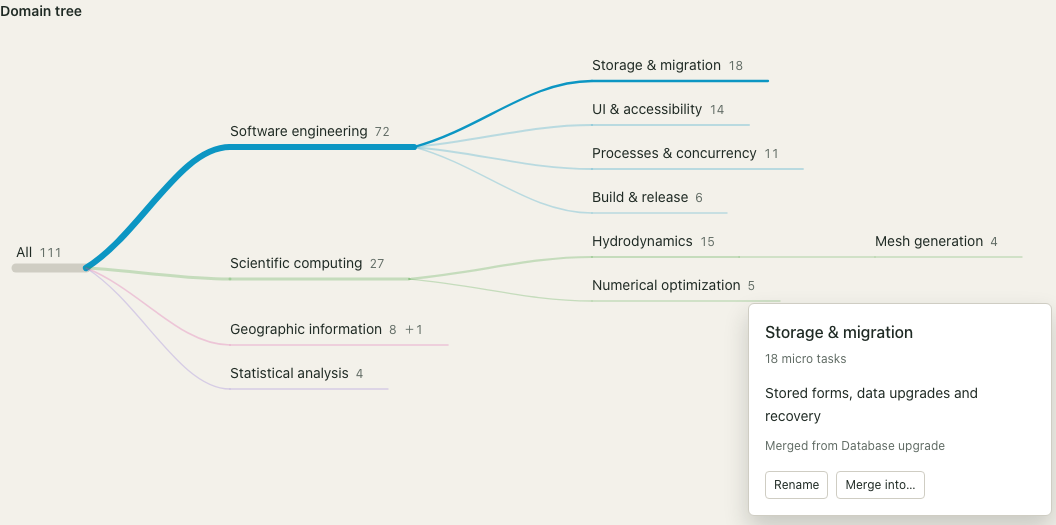 Domain tree
All 111
Software engineering 72
Storage & migration 18
UI & accessibility 14
Processes & concurrency 11
Build & release 6
Scientific computing 27
Hydrodynamics 15
Mesh generation 4
Numerical optimization 5
Geographic information 8 +1
Statistical analysis 4
Storage & migration
18 micro tasks
Stored forms, data upgrades and
recovery
Merged from Database upgrade
Rename
Merge into…